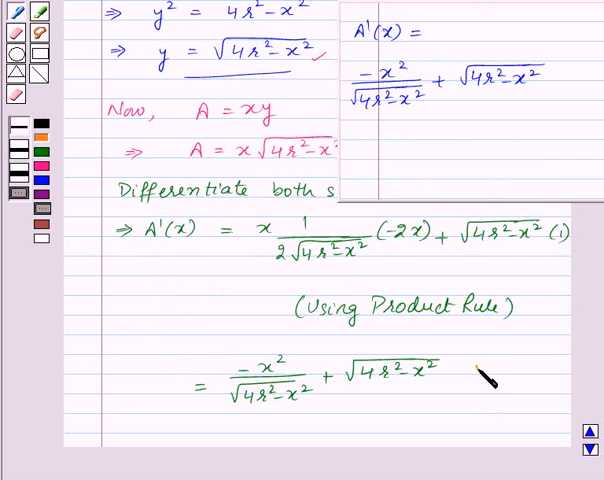 ⇒ y² = 4r²-x²
⇒ y = √(4r²-x²) ✓
Now, A = xy
⇒ A = x√(4r²-x²
Differentiate both s
⇒ A'(x) = x 1/(2√(4r²-x²)) (-2x) + √(4r²-x²) (1)
(Using Product Rule)
= -x²/√(4r²-x²) + √(4r²-x²)
A'(x) =
-x²/√(4r²-x²) + √(4r²-x²)